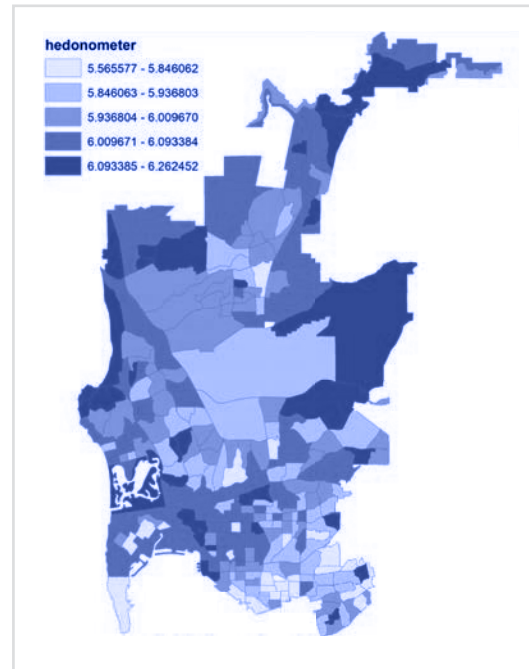 hedonometer
5.565577 - 5.846062
5.846063 - 5.936803
5.936804 - 6.009670
6.009671 - 6.093384
6.093385 - 6.262452